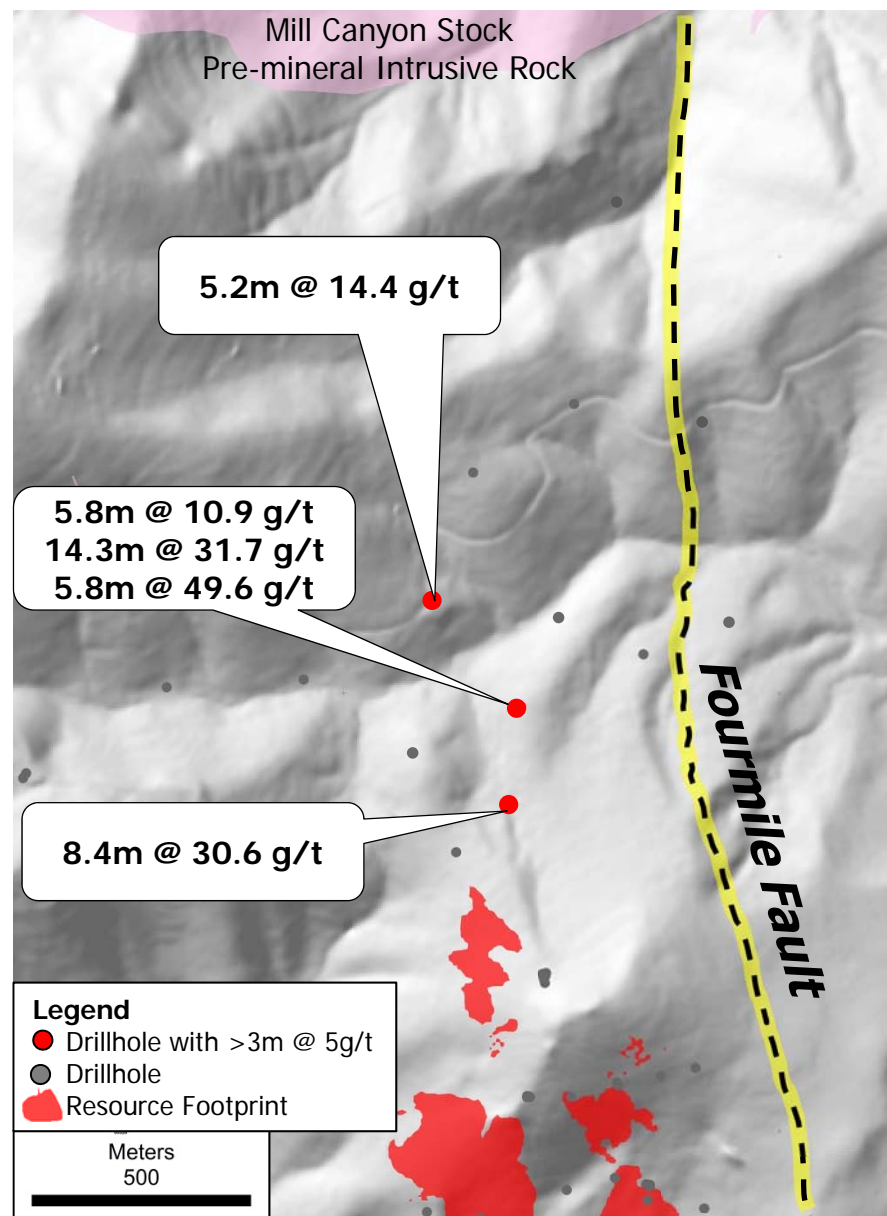 Mill Canyon Stock
Pre-mineral Intrusive Rock
5.2m @ 14.4 g/t
5.8m @ 10.9 g/t
14.3m @ 31.7 g/t
5.8m @ 49.6 g/t
Fourmile Fault
8.4m @ 30.6 g/t
Legend
Drillhole with >3m @ 5g/t
Drillhole
Resource Footprint
Meters
500